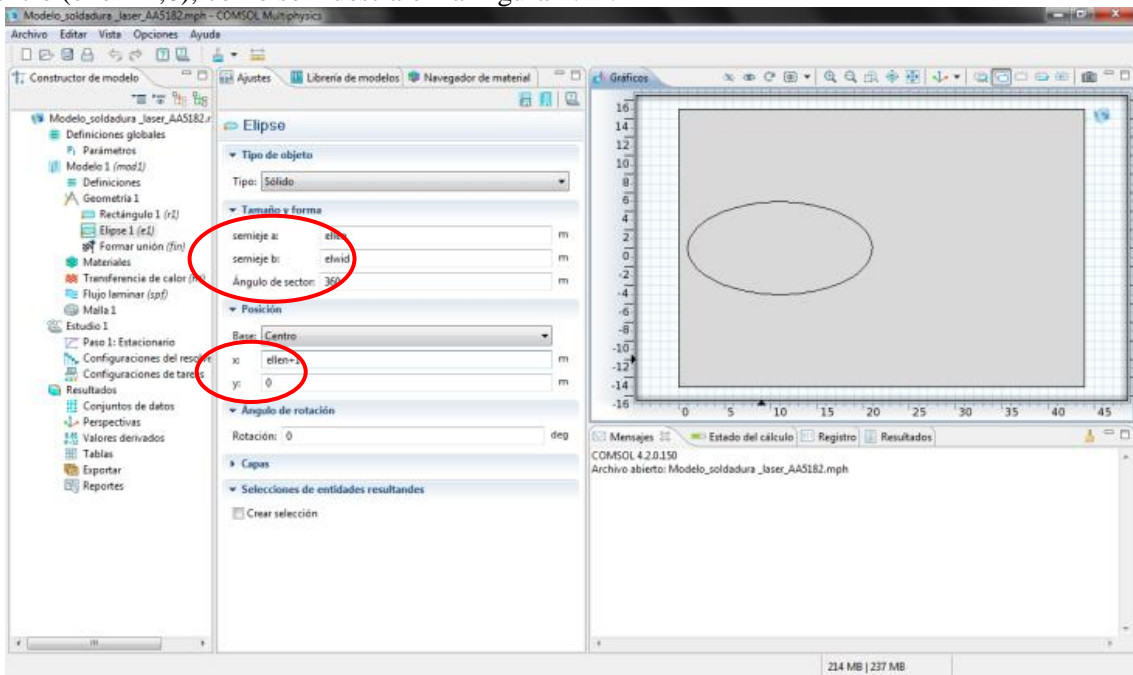 Modelo_soldadura _laser_AA5182.mph - COMSOL Multiphysics
Archivo Editar Vista Opciones Ayuda
Constructor de modelo
Modelo_soldadura _laser_AA5182.r
Definiciones globales
Parámetros
Modelo 1 (mod1)
Definiciones
Geometría 1
Rectángulo 1 (r1)
Elipse 1 (e1)
Formar unión (fin)
Materiales
Transferencia de calor
Flujo laminar (spf)
Malla 1
Estudio 1
Paso 1: Estacionario
Configuraciones del
Configuraciones de tareas
Resultados
Conjuntos de datos
Perspectivas
Valores derivados
Tablas
Exportar
Reportes
Ajustes Librería de modelos Navegador de material
Elipse
Tipo de objeto
Tipo: Sólido
Tamaño y forma
semieje a: ellen m
semieje b: elwid m
Ángulo de sector: 360 m
Posición
Base: Centro
x: ellen+1 m
y: 0 m
Ángulo de rotación
Rotación: 0 deg
Capas
Selecciones de entidades resultandes
Crear selección
Gráficos
16
14
12
10
8
6
4
2
0
-2
-4
-6
-8
-10
-12
-14
-16
0 5 10 15 20 25 30 35 40 45
Mensajes Estado del cálculo Registro Resultados
COMSOL 4.2.0.150
Archivo abierto: Modelo_soldadura _laser_AA5182.mph
214 MB | 237 MB